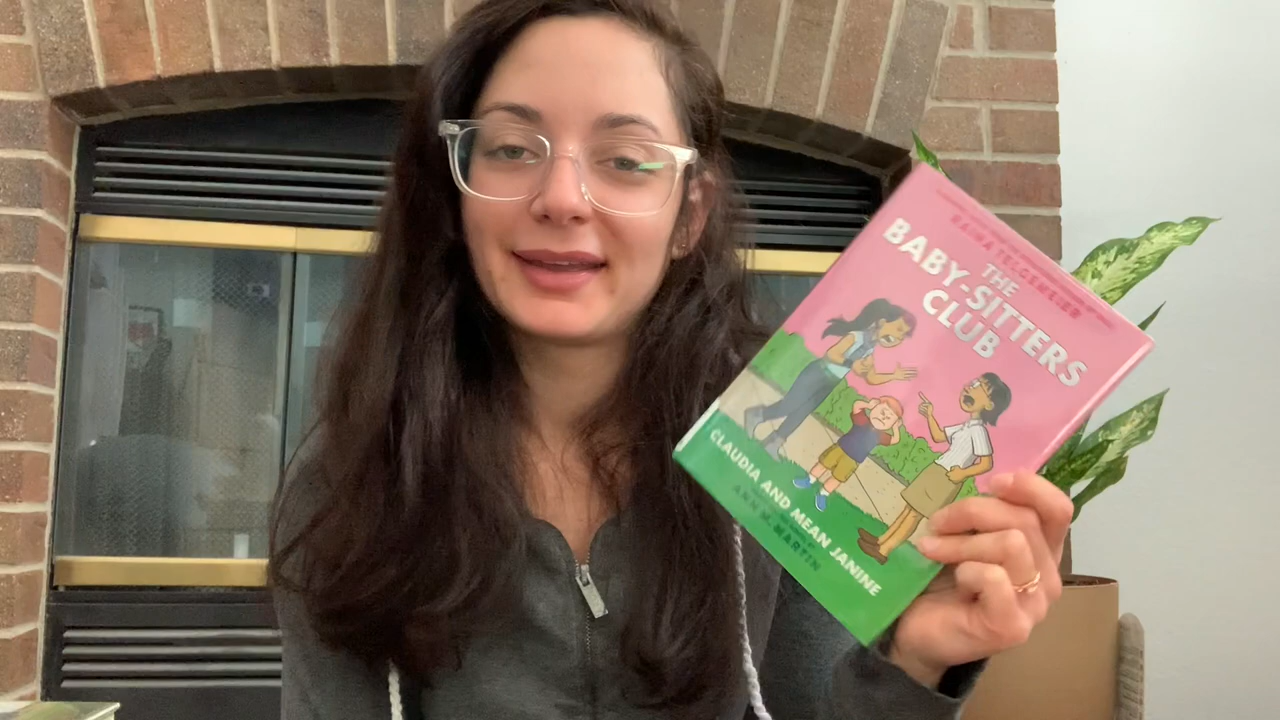 RAINA TELGEMEIER
THE
BABY-SITTERS
CLUB
CLAUDIA AND MEAN JANINE
ANN M. MARTIN